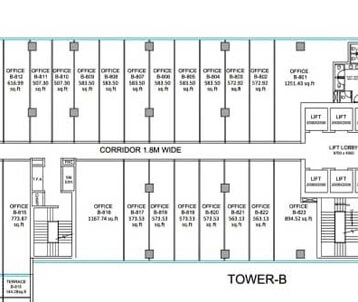 OFFICE
B-812
416.99
sq.ft
OFFICE
B-811
507.30
sq.ft
OFFICE
B-810
507.30
sq.ft
OFFICE
B-809
583.50
sq.ft
OFFICE
B-808
583.50
sq.ft
OFFICE
B-807
583.50
sq.ft
OFFICE
B-806
583.50
sq.ft
OFFICE
B-805
583.50
sq.ft
OFFICE
B-804
583.50
sq.ft
OFFICE
B-803
572.92
sq.ft
OFFICE
B-802
572.92
sq.ft
OFFICE
B-801
1251.43 sq.ft
CORRIDOR 1.8M WIDE
LIFT
LIFT
LIFT LOBBY
LIFT
LIFT
OFFICE
B-815
773.87
sq.ft
OFFICE
B-816
1167.74 sq.ft
OFFICE
B-817
573.53
sq.ft
OFFICE
B-818
573.53
sq.ft
OFFICE
B-819
573.53
sq.ft
OFFICE
B-820
573.53
sq.ft
OFFICE
B-821
563.13
sq.ft
OFFICE
B-822
563.13
sq.ft
OFFICE
B-823
894.52 sq.ft
TERRACE
B-815
TOWER-B